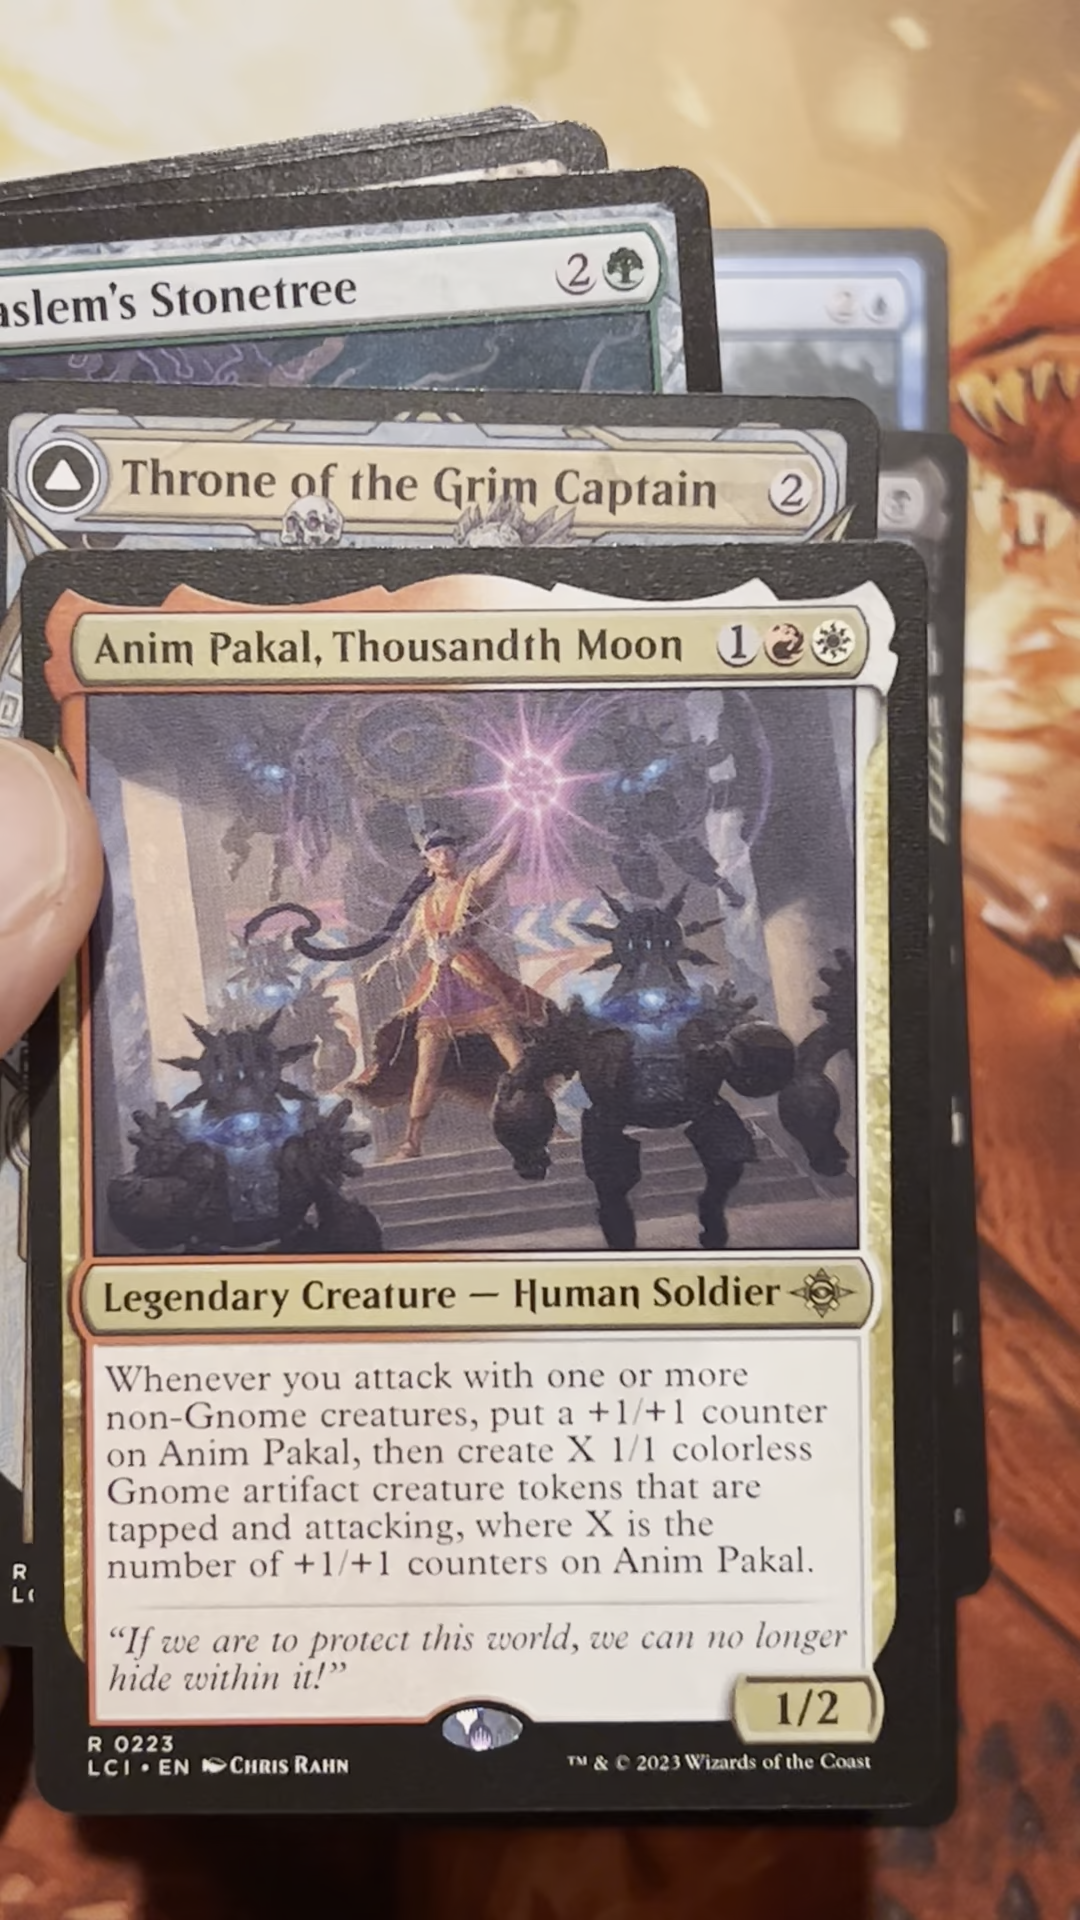 aslem's Stonetree 2
2
Throne of the Grim Captain 2
Anim Pakal, Thousandth Moon 1
Legendary Creature — Human Soldier
Whenever you attack with one or more
non-Gnome creatures, put a +1/+1 counter
on Anim Pakal, then create X 1/1 colorless
Gnome artifact creature tokens that are
tapped and attacking, where X is the
number of +1/+1 counters on Anim Pakal.
“If we are to protect this world, we can no longer
hide within it!”
1/2
R 0223
LCI • EN CHRIS RAHN
™ & © 2023 Wizards of the Coast
R
L